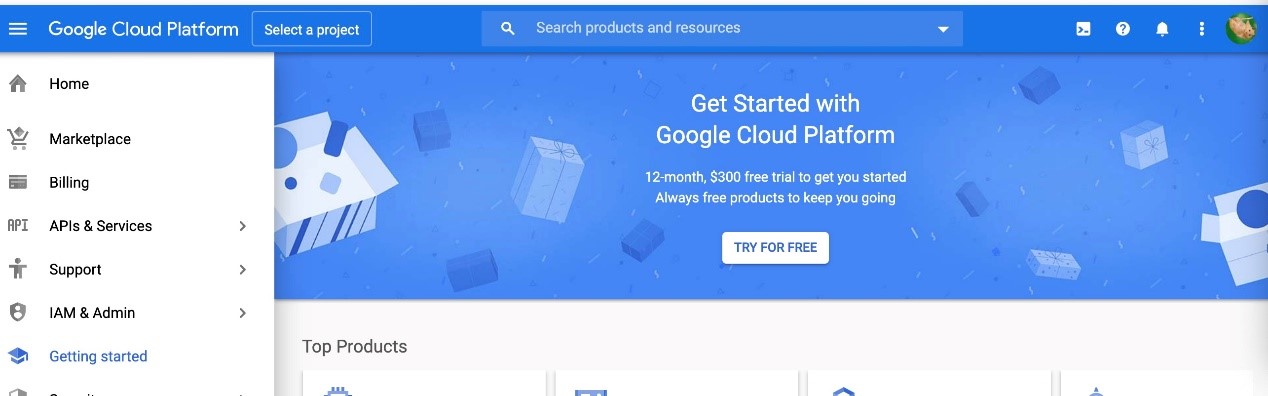 Google Cloud Platform
Select a project
Search products and resources
Home
Marketplace
Billing
API APIs & Services
Support
IAM & Admin
Getting started
Get Started with
Google Cloud Platform
12-month, $300 free trial to get you started
Always free products to keep you going
TRY FOR FREE
Top Products